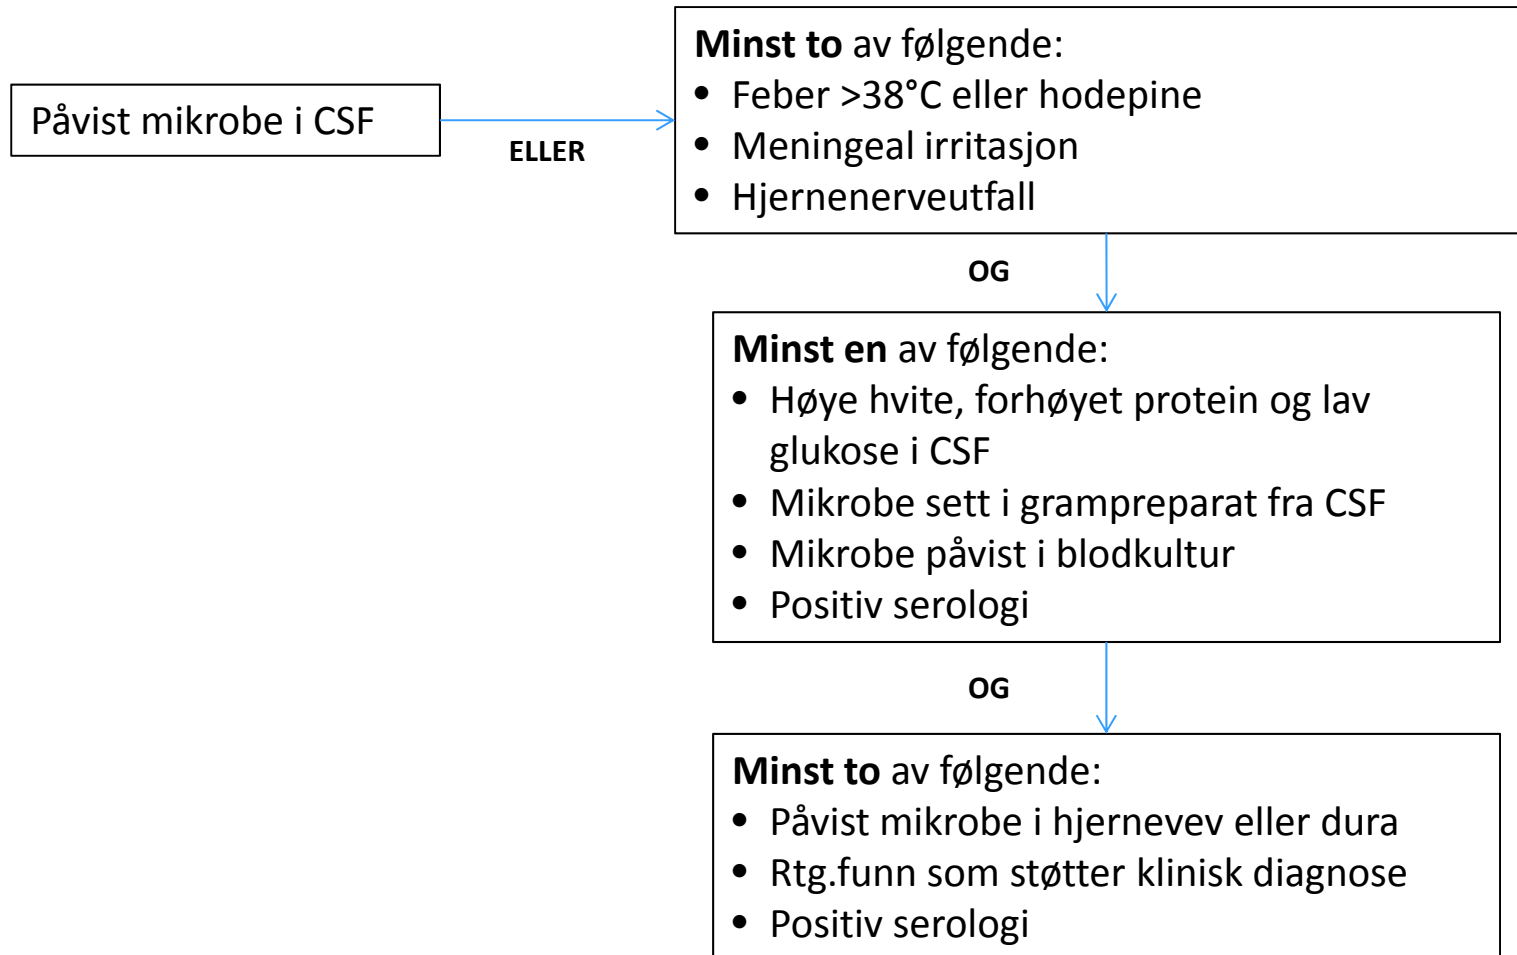 Påvist mikrobe i CSF
ELLER
Minst to av følgende:
• Feber >38°C eller hodepine
• Meningeal irritasjon
• Hjernenerveutfall
OG
Minst en av følgende:
• Høye hvite, forhøyet protein og lav
glukose i CSF
• Mikrobe sett i grampreparat fra CSF
• Mikrobe påvist i blodkultur
• Positiv serologi
OG
Minst to av følgende:
• Påvist mikrobe i hjernevev eller dura
• Rtg.funn som støtter klinisk diagnose
• Positiv serologi